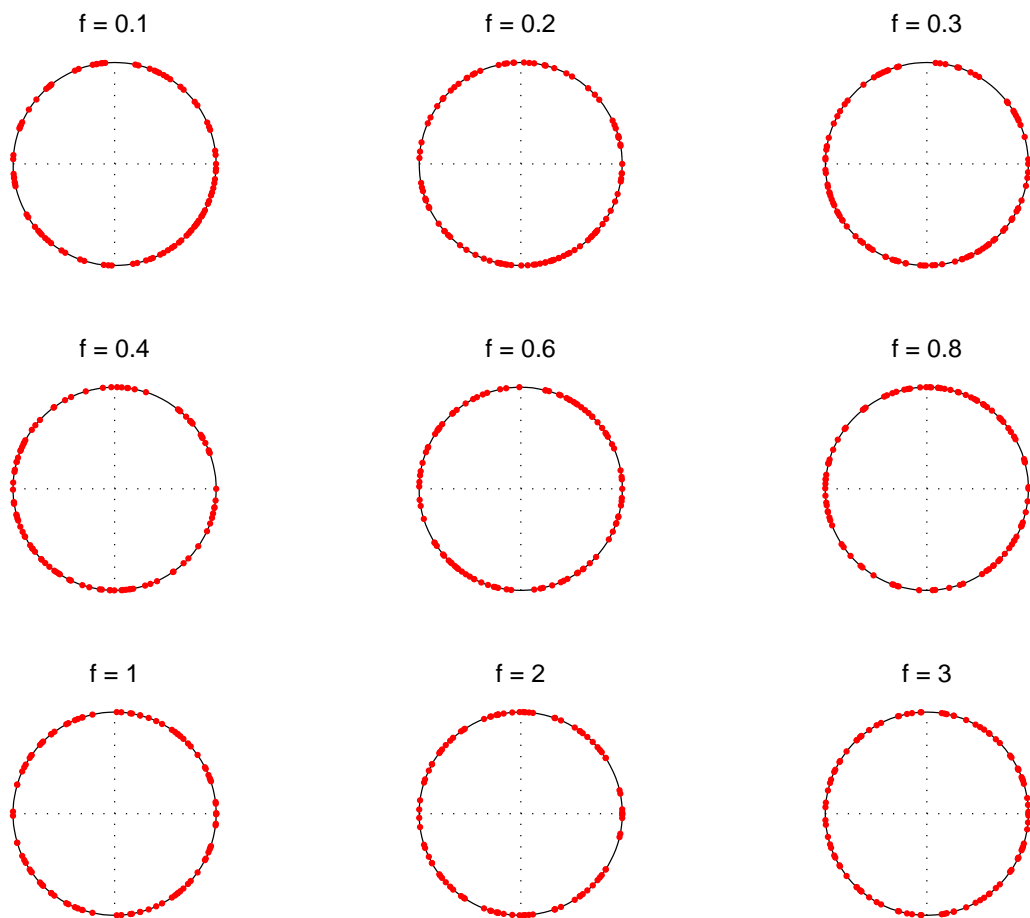 f = 0.1
f = 0.2
f = 0.3
f = 0.4
f = 0.6
f = 0.8
f = 1
f = 2
f = 3